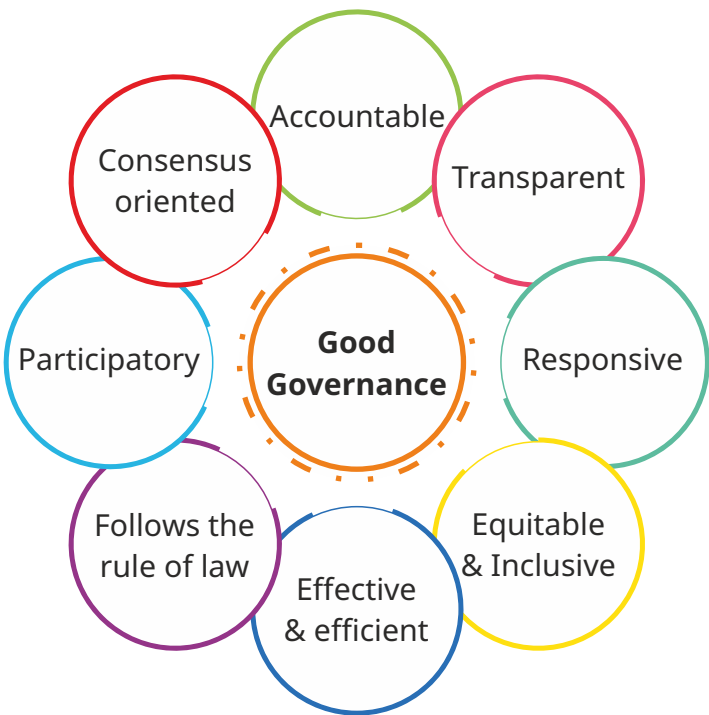 Accountable
Transparent
Responsive
Equitable
& Inclusive
Effective
& efficient
Follows the
rule of law
Participatory
Consensus
oriented
Good
Governance